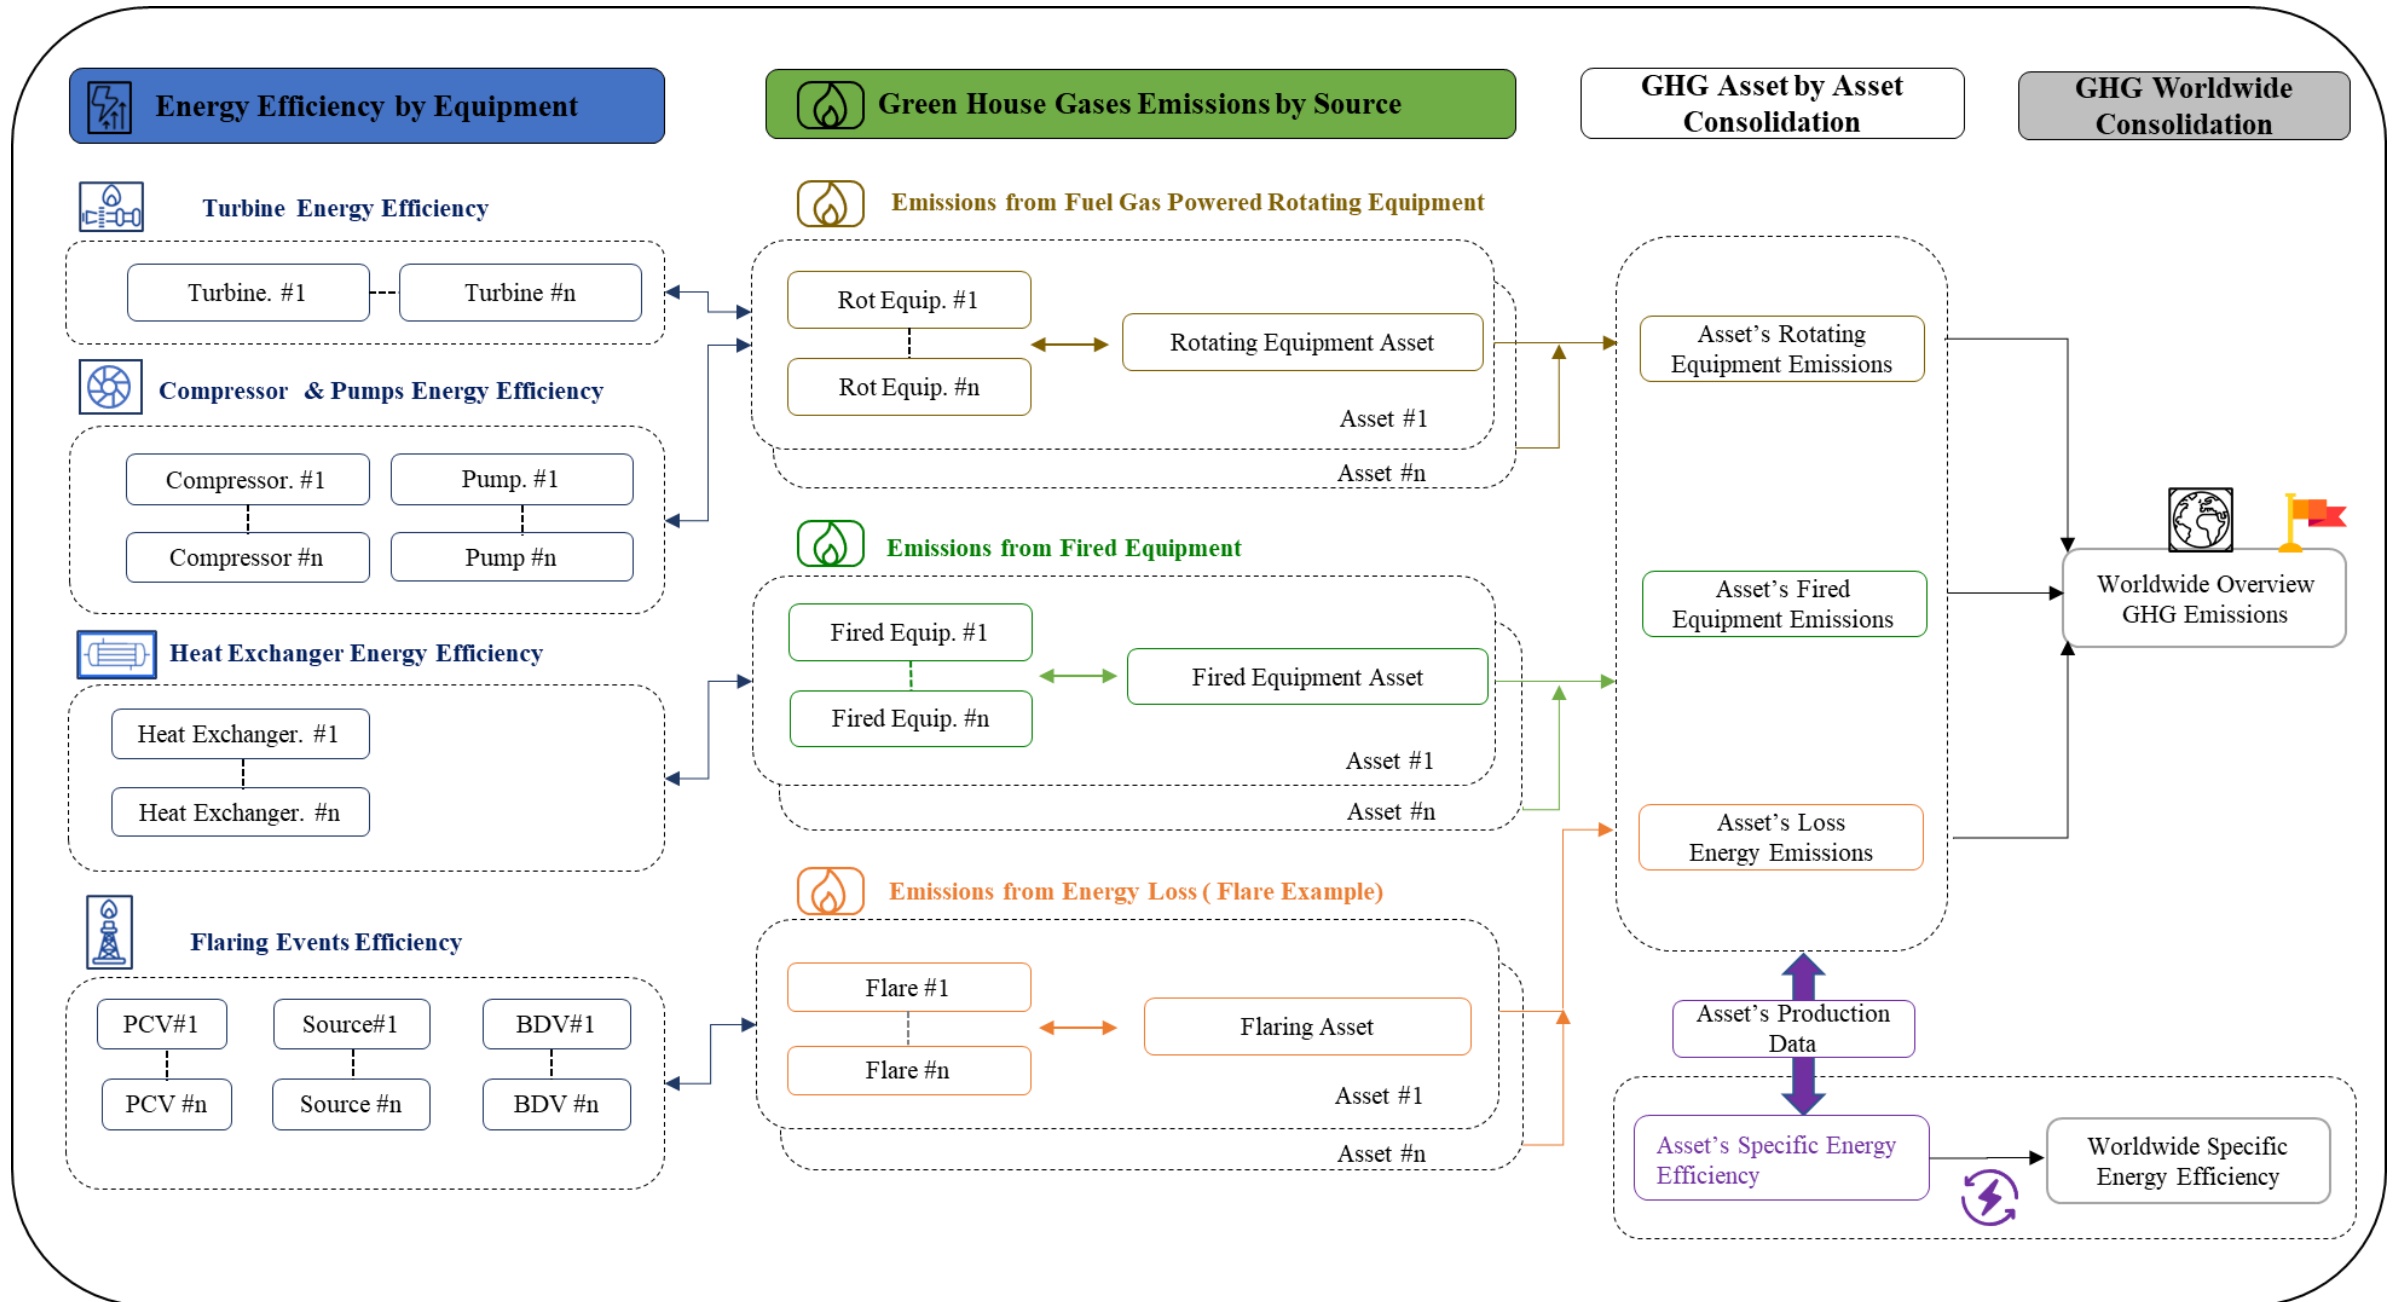 Energy Efficiency by Equipment
Green House Gases Emissions by Source
GHG Asset by Asset
Consolidation
GHG Worldwide
Consolidation
Turbine Energy Efficiency
Turbine. #1
Turbine #n
Compressor & Pumps Energy Efficiency
Compressor. #1
Pump. #1
Compressor #n
Pump #n
Heat Exchanger Energy Efficiency
Heat Exchanger. #1
Heat Exchanger. #n
Flaring Events Efficiency
PCV#1
Source#1
BDV#1
PCV #n
Source #n
BDV #n
Emissions from Fuel Gas Powered Rotating Equipment
Rot Equip. #1
Rot Equip. #n
Rotating Equipment Asset
Asset #1
Asset #n
Emissions from Fired Equipment
Fired Equip. #1
Fired Equip. #n
Fired Equipment Asset
Asset #1
Asset #n
Emissions from Energy Loss ( Flare Example)
Flare #1
Flare #n
Flaring Asset
Asset #1
Asset #n
Asset’s Rotating
Equipment Emissions
Asset’s Fired
Equipment Emissions
Asset’s Loss
Energy Emissions
Asset’s Production
Data
Asset’s Specific Energy
Efficiency
Worldwide Overview
GHG Emissions
Worldwide Specific
Energy Efficiency